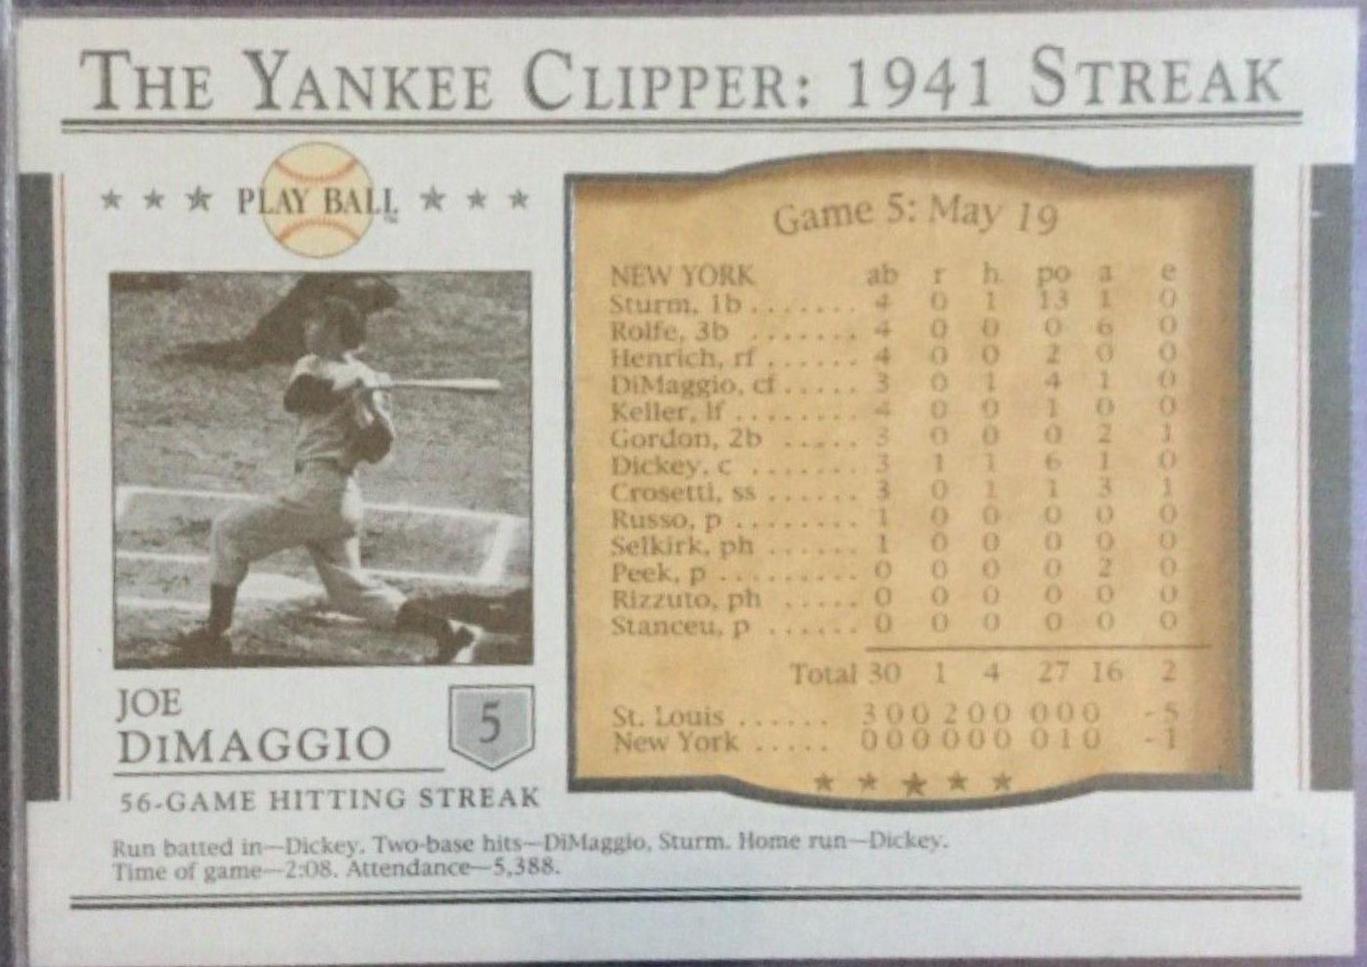 THE YANKEE CLIPPER: 1941 STREAK
★ ★ ★ PLAY BALL ★ ★ ★
JOE
DiMAGGIO
5
56-GAME HITTING STREAK
Game 5: May 19
NEW YORK ab r h. po a e
Sturm, 1b ........ 4 0 1 13 1 0
Rolfe, 3b ........ 4 0 0 0 6 0
Henrich, rf ....... 4 0 0 2 0 0
DiMaggio, cf ..... 3 0 1 4 1 0
Keller, lf ......... 4 0 0 1 0 0
Gordon, 2b ..... 3 0 0 0 2 1
Dickey, c ........ 3 1 1 6 1 0
Crosetti, ss ....... 3 0 1 1 3 1
Russo, p ......... 1 0 0 0 0 0
Selkirk, ph ...... 1 0 0 0 0 0
Peek, p .......... 0 0 0 0 2 0
Rizzuto, ph ..... 0 0 0 0 0 0
Stanceu, p ...... 0 0 0 0 0 0
Total 30 1 4 27 16 2
St. Louis ...... 300 200 000 -5
New York ..... 000 000 010 -1
★ ★ ★ ★ ★
Run batted in—Dickey. Two-base hits—DiMaggio, Sturm. Home run—Dickey.
Time of game—2:08. Attendance—5,388.